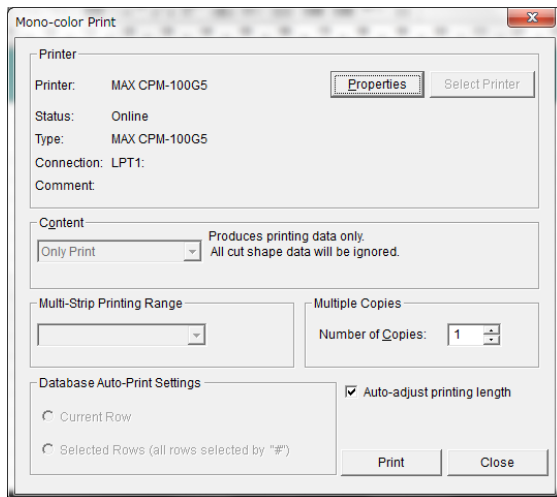 Mono-color Print
Printer
Printer: MAX CPM-100G5
Properties
Select Printer
Status: Online
Type: MAX CPM-100G5
Connection: LPT1:
Comment:
Content
Only Print
Produces printing data only.
All cut shape data will be ignored.
Multi-Strip Printing Range
Multiple Copies
Number of Copies: 1
Database Auto-Print Settings
Auto-adjust printing length
Current Row
Selected Rows (all rows selected by "#")
Print
Close